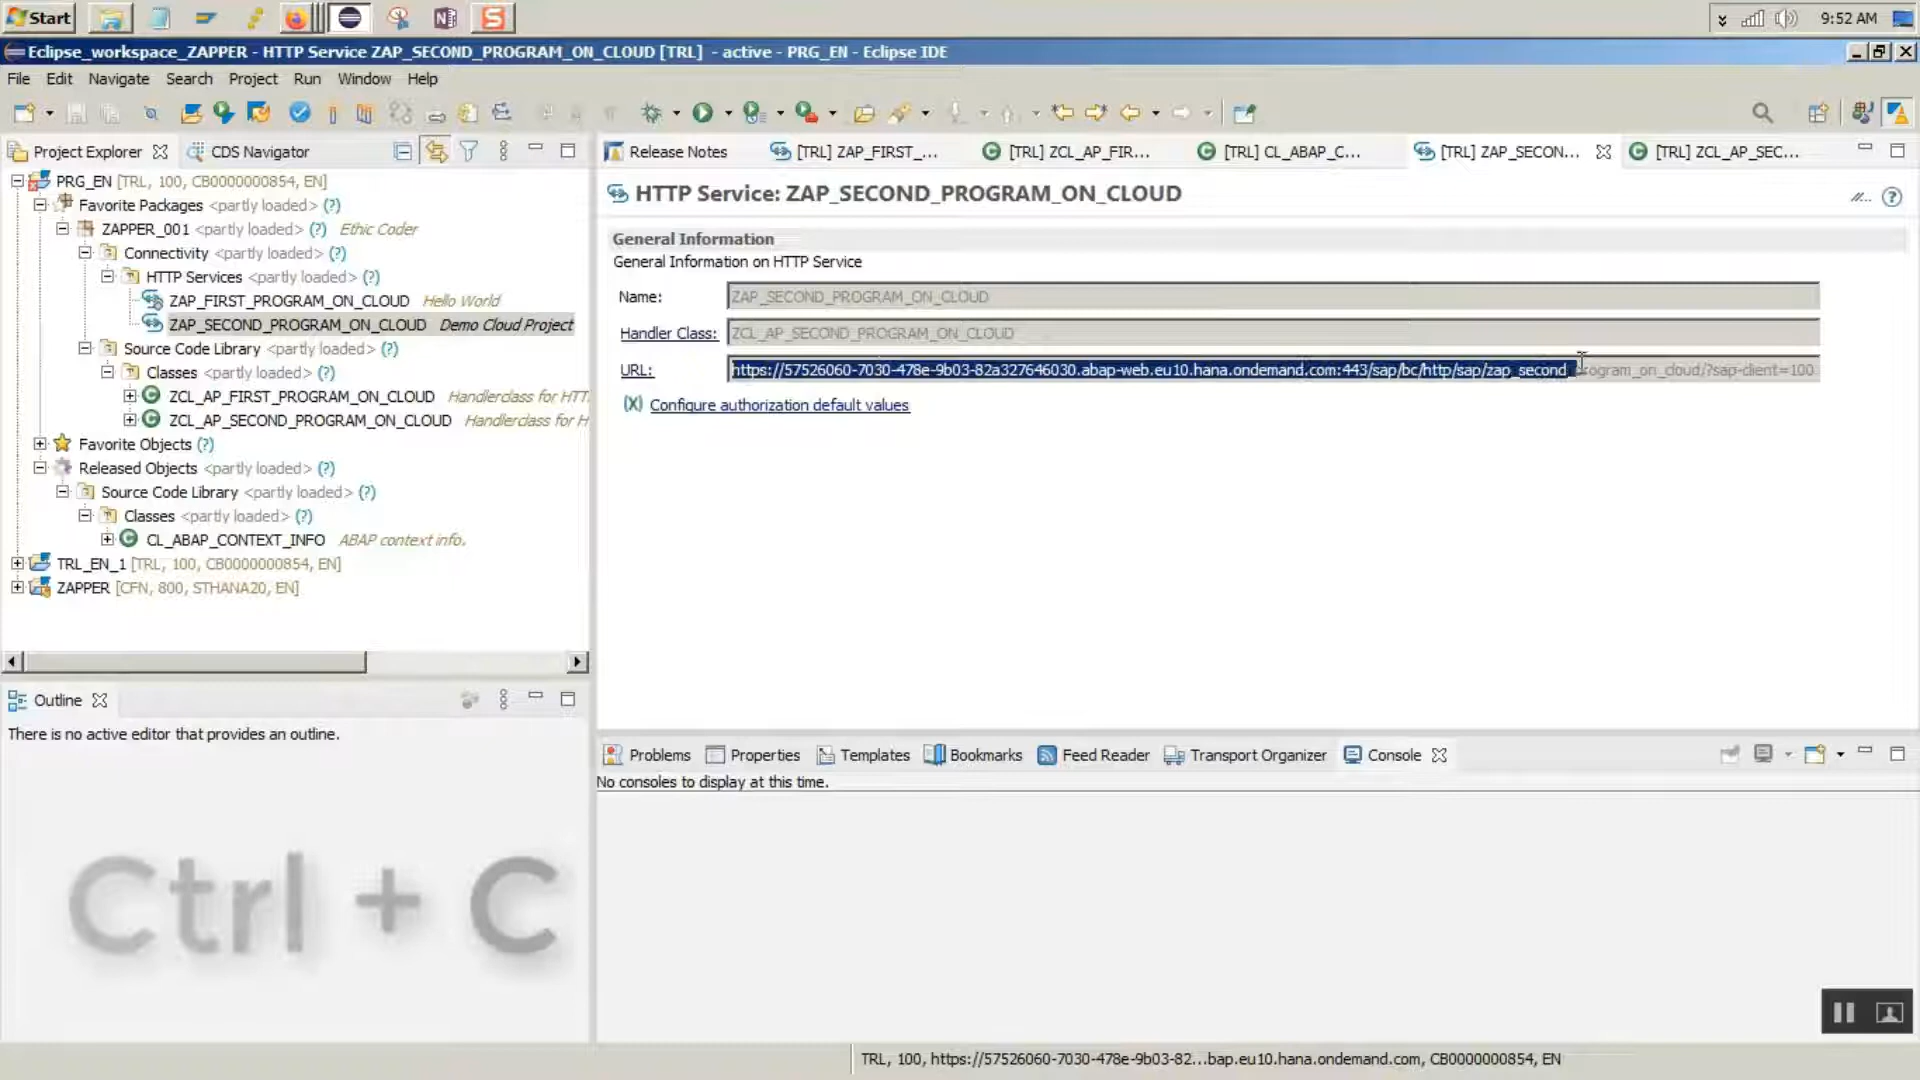 Start
9:52 AM
Eclipse_workspace_ZAPPER - HTTP Service ZAP_SECOND_PROGRAM_ON_CLOUD [TRL] - active - PRG_EN - Eclipse IDE
File Edit Navigate Search Project Run Window Help
Project Explorer
CDS Navigator
Release Notes
[TRL] ZAP_FIRST_...
[TRL] ZCL_AP_FIR...
[TRL] CL_ABAP_C...
[TRL] ZAP_SECON...
[TRL] ZCL_AP_SEC...
PRG_EN [TRL, 100, CB0000000854, EN]
Favorite Packages <partly loaded> (?)
ZAPPER_001 <partly loaded> (?) Ethic Coder
Connectivity <partly loaded> (?)
HTTP Services <partly loaded> (?)
ZAP_FIRST_PROGRAM_ON_CLOUD Hello World
ZAP_SECOND_PROGRAM_ON_CLOUD Demo Cloud Project
Source Code Library <partly loaded> (?)
Classes <partly loaded> (?)
ZCL_AP_FIRST_PROGRAM_ON_CLOUD Handlerclass for HTT
ZCL_AP_SECOND_PROGRAM_ON_CLOUD Handlerclass for H
Favorite Objects (?)
Released Objects <partly loaded> (?)
Source Code Library <partly loaded> (?)
Classes <partly loaded> (?)
CL_ABAP_CONTEXT_INFO ABAP context info.
TRL_EN_1 [TRL, 100, CB0000000854, EN]
ZAPPER [CFN, 800, STHANA20, EN]
HTTP Service: ZAP_SECOND_PROGRAM_ON_CLOUD
General Information
General Information on HTTP Service
Name: ZAP_SECOND_PROGRAM_ON_CLOUD
Handler Class: ZCL_AP_SECOND_PROGRAM_ON_CLOUD
URL: https://57526060-7030-478e-9b03-82a327646030.abap-web.eu10.hana.ondemand.com:443/sap/bc/http/sap/zap_second_program_on_cloud/?sap-client=100
(X) Configure authorization default values
Outline
There is no active editor that provides an outline.
Problems
Properties
Templates
Bookmarks
Feed Reader
Transport Organizer
Console
No consoles to display at this time.
Ctrl + C
TRL, 100, https://57526060-7030-478e-9b03-82...bap.eu10.hana.ondemand.com, CB0000000854, EN